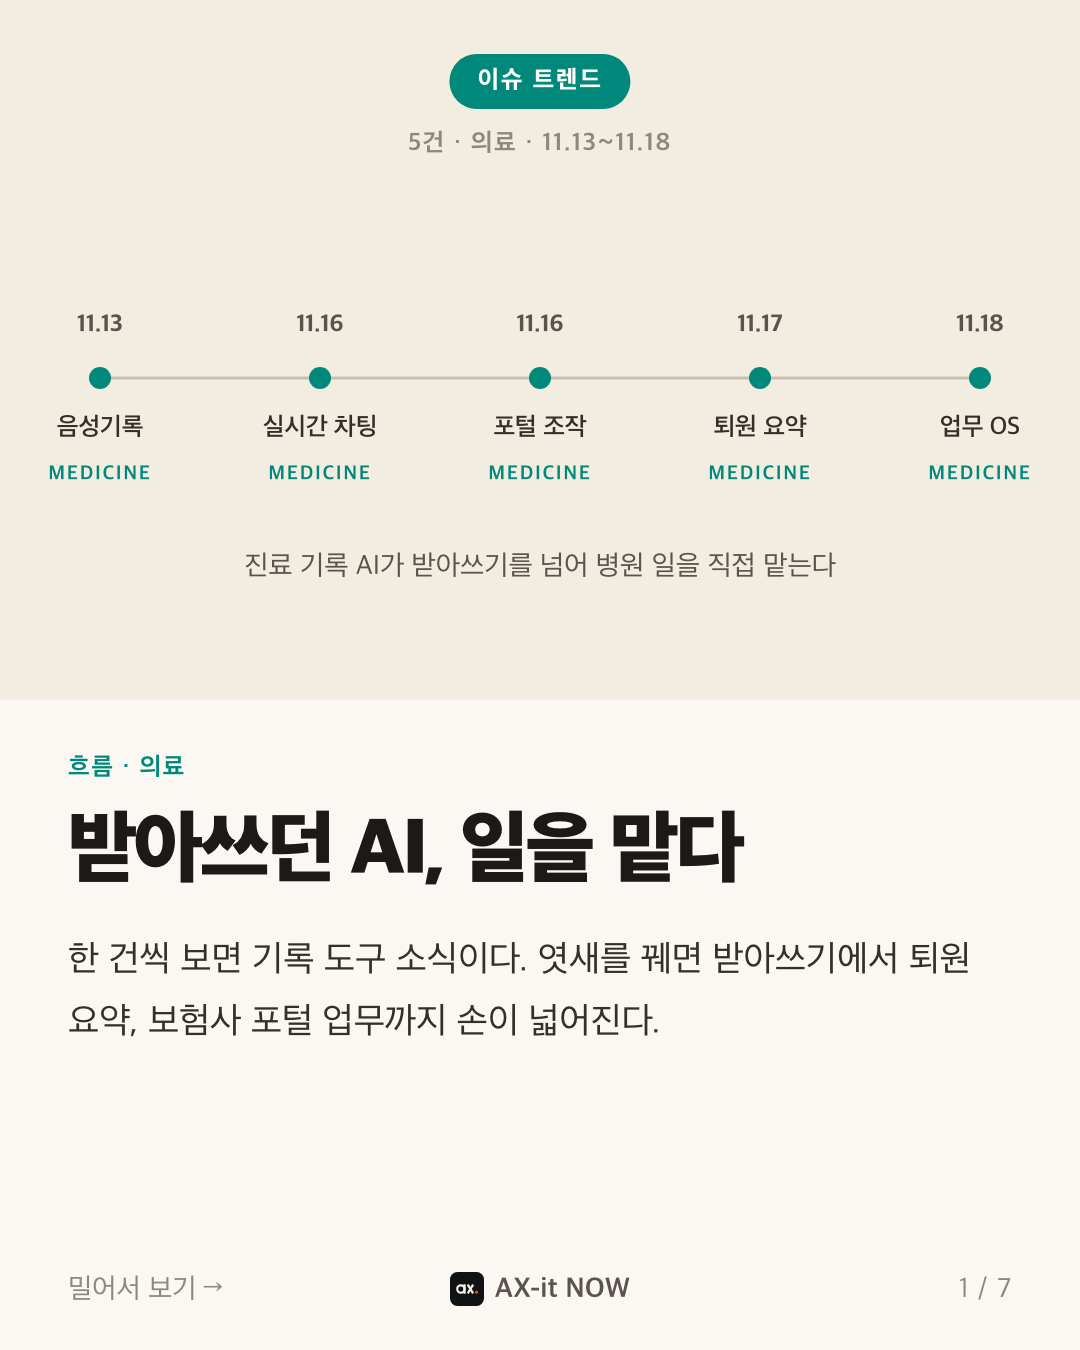 이슈 트렌드
5건 · 의료 · 11.13~11.18
11.13 11.16 11.16 11.17 11.18
음성기록 실시간 차팅 포털 조작 퇴원 요약 업무 OS
MEDICINE MEDICINE MEDICINE MEDICINE MEDICINE
진료 기록 AI가 받아쓰기를 넘어 병원 일을 직접 맡는다
흐름 · 의료
받아쓰던 AI, 일을 맡다
한 건씩 보면 기록 도구 소식이다. 엿새를 꿰면 받아쓰기에서 퇴원
요약, 보험사 포털 업무까지 손이 넓어진다.
밀어서 보기 → ax. AX-it NOW 1 / 7